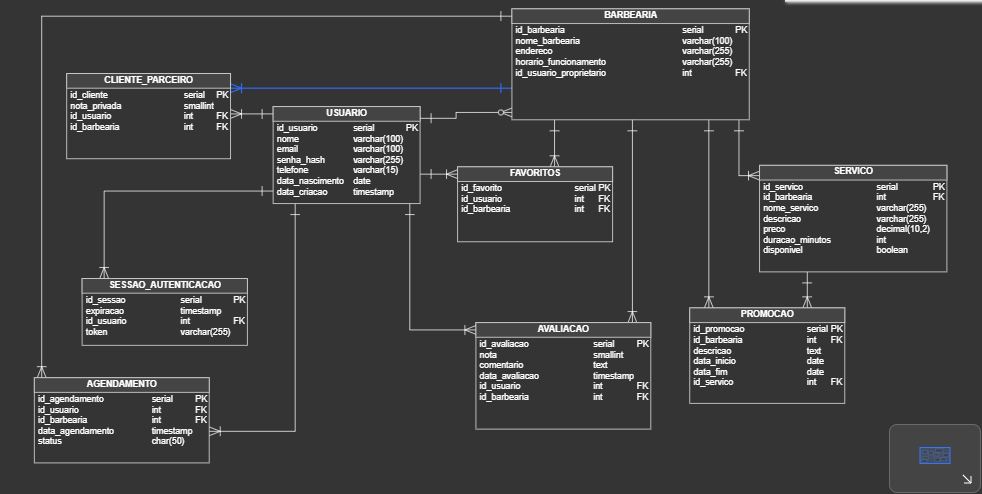 BARBEARIA
id_barbearia serial PK
nome_barbearia varchar(100)
endereco varchar(255)
horario_funcionamento varchar(255)
id_usuario_proprietario int FK
CLIENTE_PARCEIRO
id_cliente serial PK
nota_privada smallint
id_usuario int FK
id_barbearia int FK
USUARIO
id_usuario serial PK
nome varchar(100)
email varchar(100)
senha_hash varchar(255)
telefone varchar(15)
data_nascimento date
data_criacao timestamp
FAVORITOS
id_favorito serial PK
id_usuario int FK
id_barbearia int FK
SERVICO
id_servico serial PK
id_barbearia int FK
nome_servico varchar(255)
descricao varchar(255)
preco decimal(10,2)
duracao_minutos int
disponivel boolean
SESSAO_AUTENTICACAO
id_sessao serial PK
expiracao timestamp
id_usuario int FK
token varchar(255)
AVALIACAO
id_avaliacao serial PK
nota smallint
comentario text
data_avaliacao timestamp
id_usuario int FK
id_barbearia int FK
PROMOCAO
id_promocao serial PK
id_barbearia int FK
descricao text
data_inicio date
data_fim date
id_servico int FK
AGENDAMENTO
id_agendamento serial PK
id_usuario int FK
id_barbearia int FK
data_agendamento timestamp
status char(50)